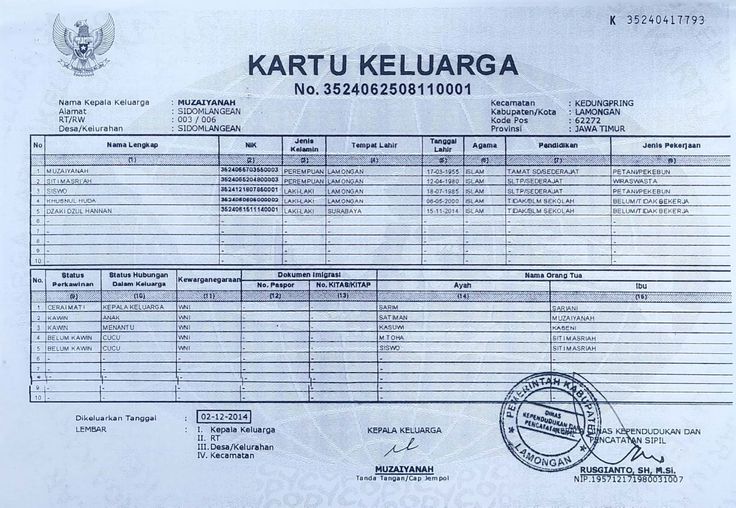 K 35240417793
KARTU KELUARGA
No. 3524062508110001
Nama Kepala Keluarga : MUZAIYANAH
Alamat : SIDOMLANGEAN
RT/RW : 003 / 006
Desa/Kelurahan : SIDOMLANGEAN
Kecamatan : KEDUNGPRING
Kabupaten/Kota : LAMONGAN
Kode Pos : 62272
Provinsi : JAWA TIMUR
No Nama Lengkap NIK Jenis Kelamin Tempat Lahir Tanggal Lahir Agama Pendidikan Jenis Pekerjaan
(1) (2) (3) (4) (5) (6) (7) (8)
1 MUZAIYANAH PEREMPUAN LAMONGAN 17-03-1955 ISLAM TAMAT SD/SEDERAJAT PETANI/PEKEBUN
2 SITI MASRIAH PEREMPUAN LAMONGAN 12-04-1980 ISLAM SLTP/SEDERAJAT WIRASWASTA
3 SISWO LAKI-LAKI LAMONGAN 18-07-1985 ISLAM SLTP/SEDERAJAT PETANI/PEKEBUN
4 KHUSNUL HUDA LAKI-LAKI LAMONGAN 06-05-2000 ISLAM TIDAK/BLM SEKOLAH BELUM/TIDAK BEKERJA
5 DZAKI DZUL HANNAN LAKI-LAKI SURABAYA 15-11-2014 ISLAM TIDAK/BLM SEKOLAH BELUM/TIDAK BEKERJA
6 - - - - - - - -
7 - - - - - - - -
8 - - - - - - - -
9 - - - - - - - -
10 - - - - - - - -
No. Status Perkawinan Status Hubungan Dalam Keluarga Kewarganegaraan Dokumen Imigrasi Nama Orang Tua
No. Paspor No. KITAS/KITAP Ayah Ibu
(9) (10) (11) (12) (13) (14) (15)
1 CERAI MATI KEPALA KELUARGA WNI - - SARIM SARIANI
2 KAWIN ANAK WNI - - SATIMAN MUZAIYANAH
3 KAWIN MENANTU WNI - - KASUWI KASENI
4 BELUM KAWIN CUCU WNI - - M.TOHA SITI MASRIAH
5 BELUM KAWIN CUCU WNI - - SISWO SITI MASRIAH
6 - - - - - - -
9 - - - - - - -
10 - - - - - - -
Dikeluarkan Tanggal : 02-12-2014
LEMBAR : I. Kepala Keluarga
II. RT
III. Desa/Kelurahan
IV. Kecamatan
KEPALA KELUARGA
MUZAIYANAH
Tanda Tangan/Cap Jempol
PEMERINTAH KABUPATE
DINAS KEPENDUDUKAN DAN PENCATATAN SIPIL
LAMONGAN
DINAS KEPENDUDUKAN DAN
PENCATATAN SIPIL
RUSGIANTO, SH, M.Si.
NIP.195712171980031007